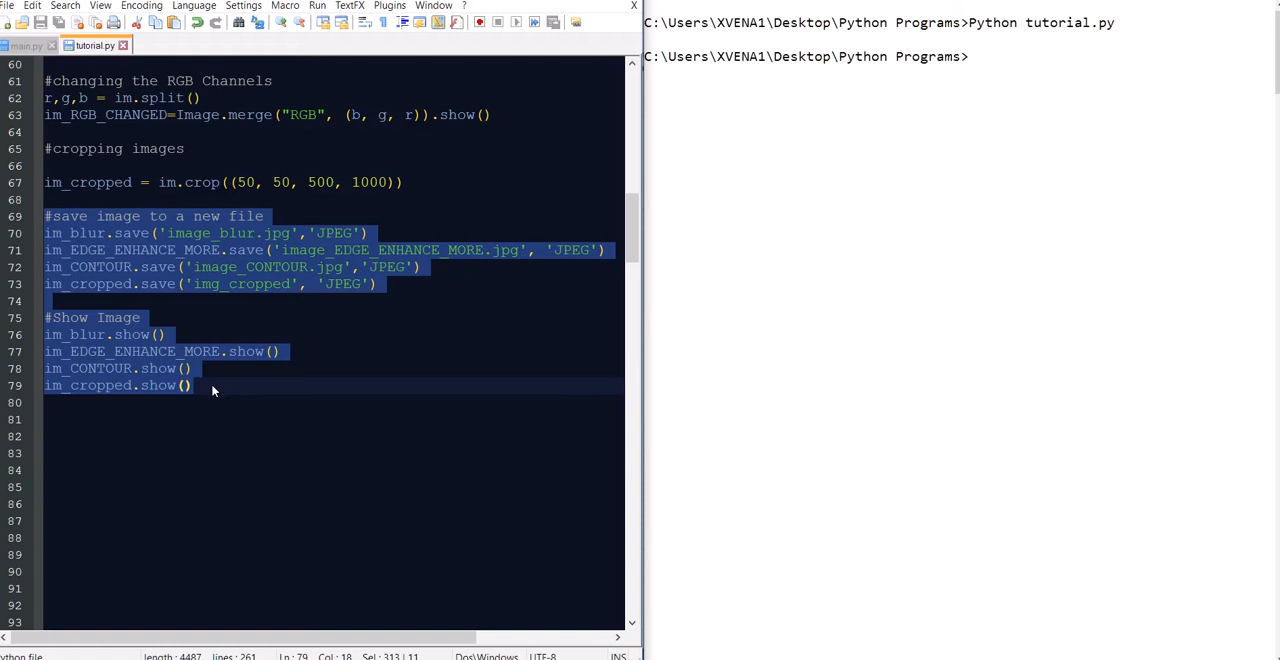 File Edit Search View Encoding Language Settings Macro Run TextFX Plugins Window ? X
main.py tutorial.py
60
61 #changing the RGB Channels
62 r,g,b = im.split()
63 im_RGB_CHANGED=Image.merge("RGB", (b, g, r)).show()
64
65 #cropping images
66
67 im_cropped = im.crop((50, 50, 500, 1000))
68
69 #save image to a new file
70 im_blur.save('image_blur.jpg','JPEG')
71 im_EDGE_ENHANCE_MORE.save('image_EDGE_ENHANCE_MORE.jpg', 'JPEG')
72 im_CONTOUR.save('image_CONTOUR.jpg','JPEG')
73 im_cropped.save('img_cropped', 'JPEG')
74
75 #Show Image
76 im_blur.show()
77 im_EDGE_ENHANCE_MORE.show()
78 im_CONTOUR.show()
79 im_cropped.show()
80
81
82
83
84
85
86
87
88
89
90
91
92
93
ython file length : 4487 lines : 261 Ln : 79 Col : 18 Sel : 313 | 11 Dos\Windows UTF-8 INS
C:\Users\XVENA1\Desktop\Python Programs>Python tutorial.py
C:\Users\XVENA1\Desktop\Python Programs>